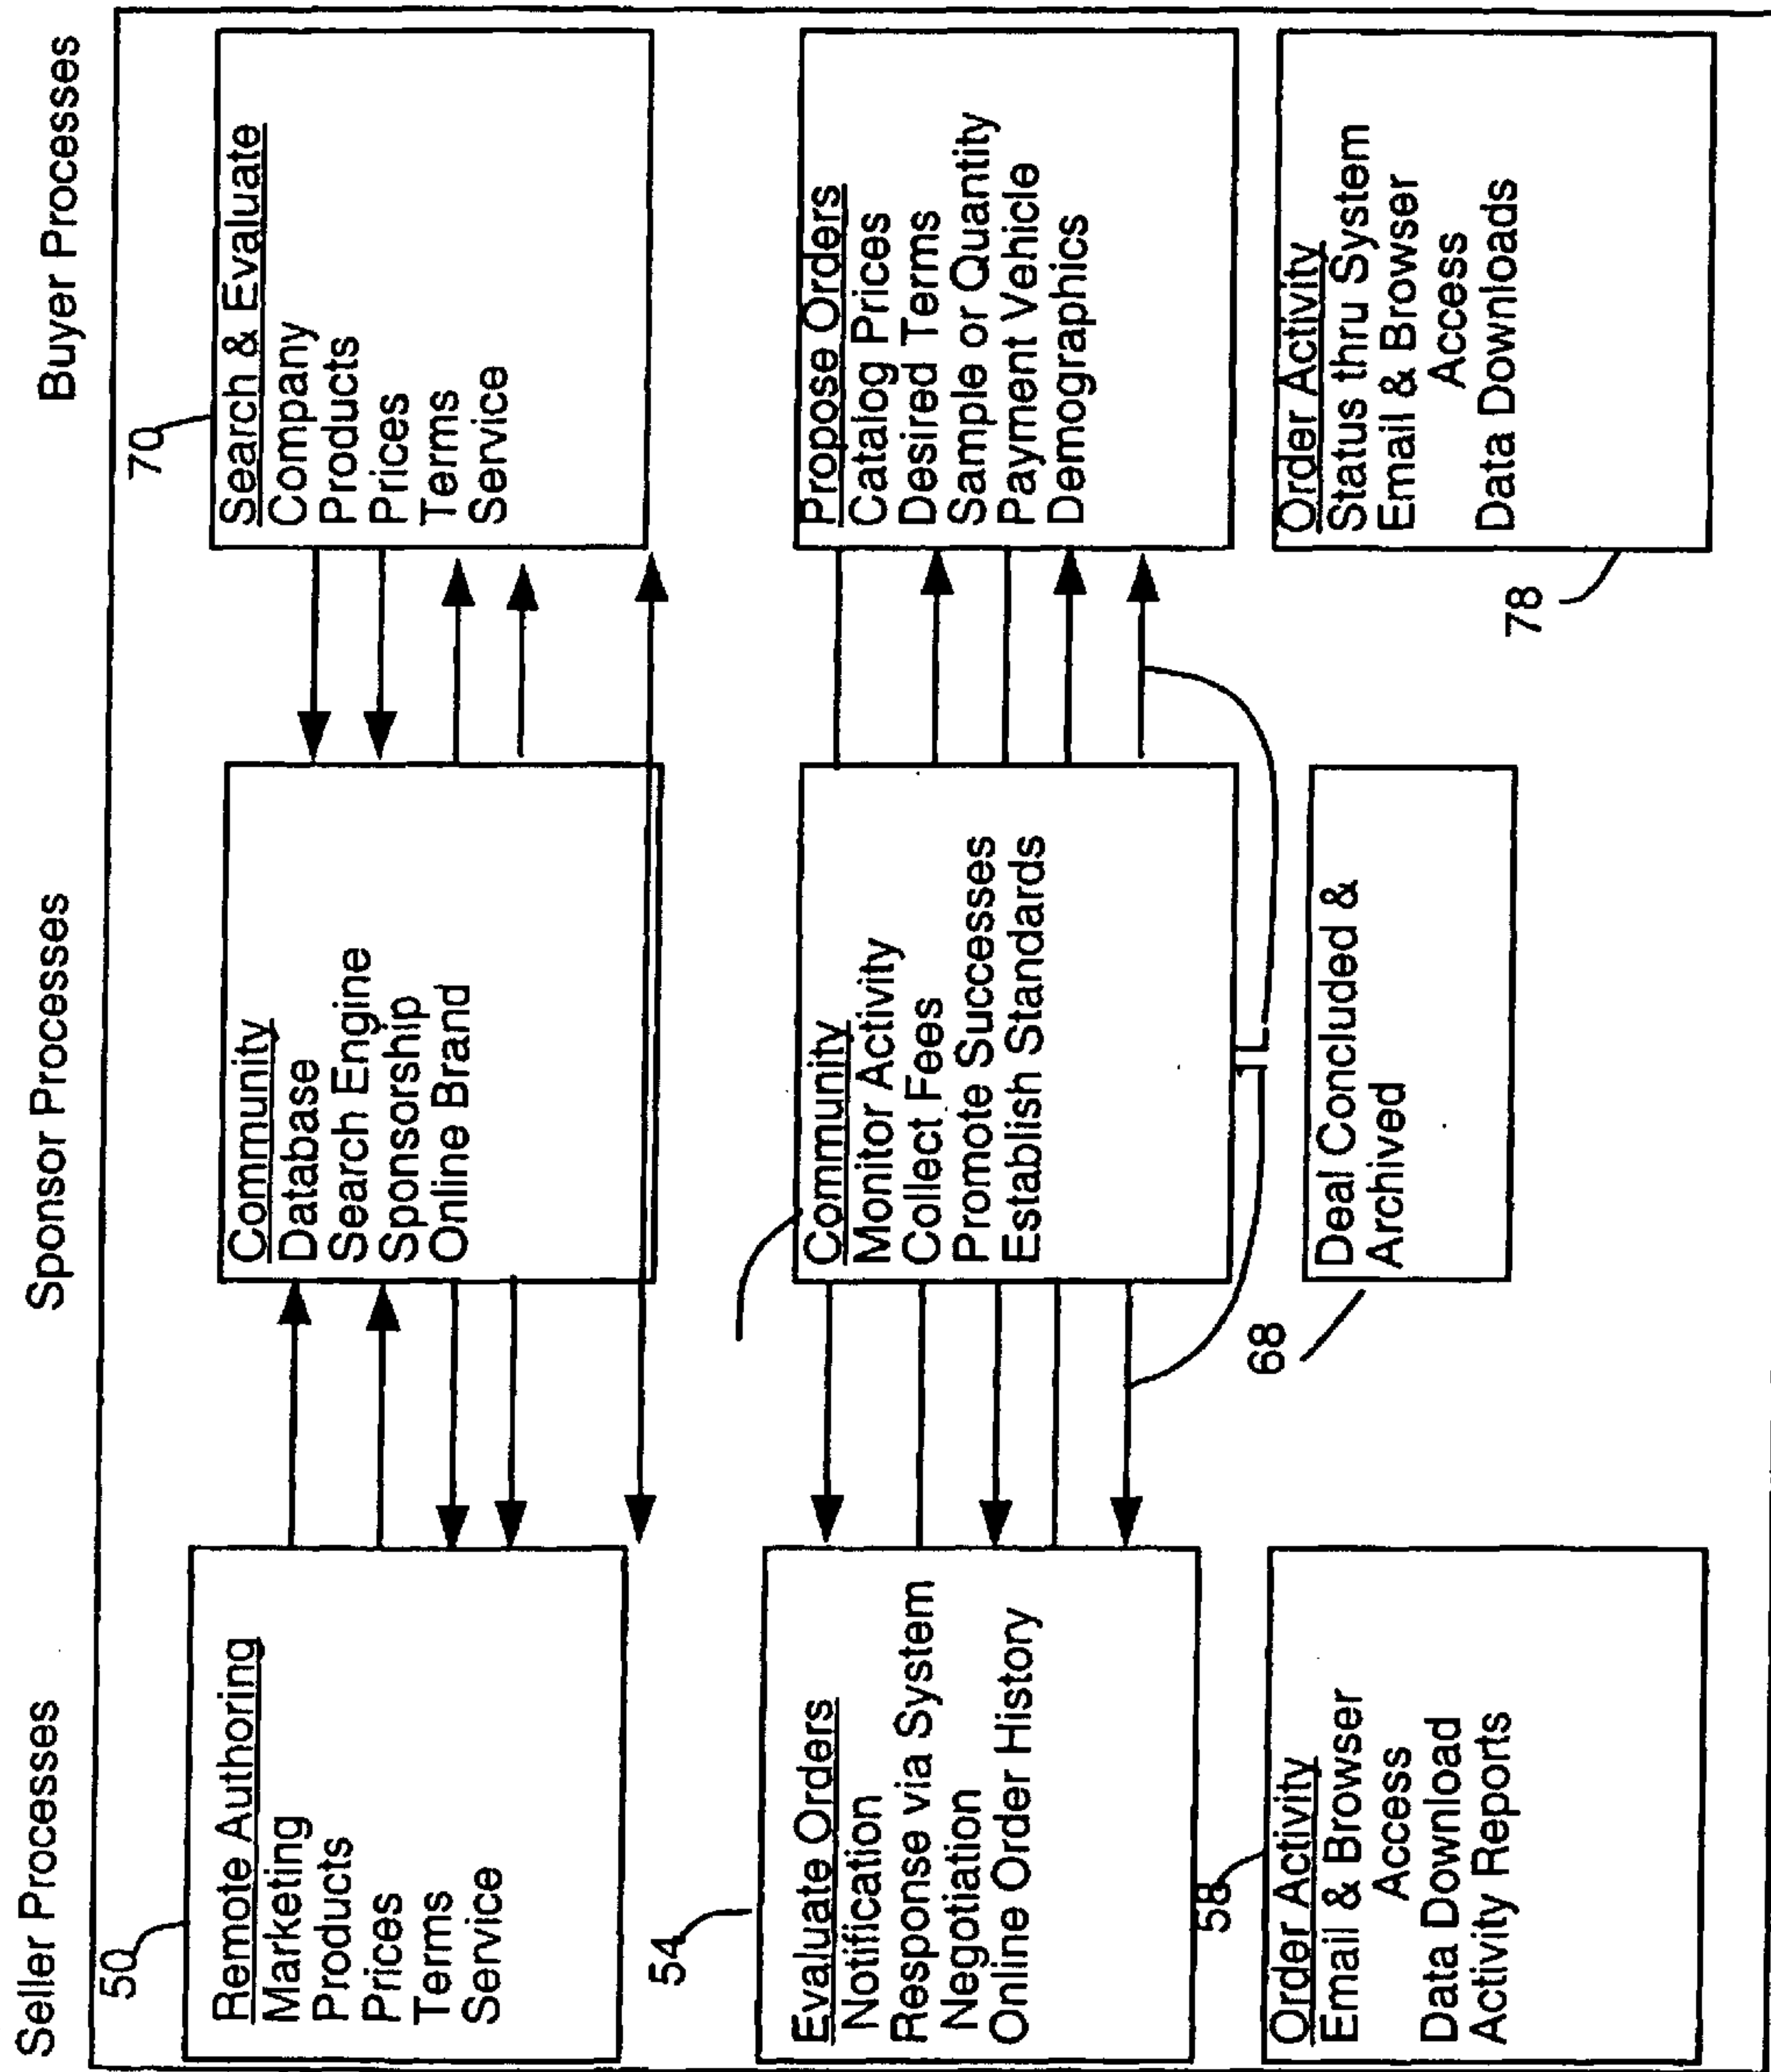 Seller Processes
Sponsor Processes
Buyer Processes
50
Remote Authoring
Marketing
Products
Prices
Terms
Service
Community
Database
Search Engine
Sponsorship
Online Brand
70
Search & Evaluate
Company
Products
Prices
Terms
Service
54
Evaluate Orders
Notification
Response via System
Negotiation
Online Order History
Community
Monitor Activity
Collect Fees
Promote Successes
Establish Standards
Propose Orders
Catalog Prices
Desired Terms
Sample or Quantity
Payment Vehicle
Demographics
58
Order Activity
Email & Browser
Access
Data Download
Activity Reports
68
Deal Concluded &
Archived
78
Order Activity
Status thru System
Email & Browser
Access
Data Downloads